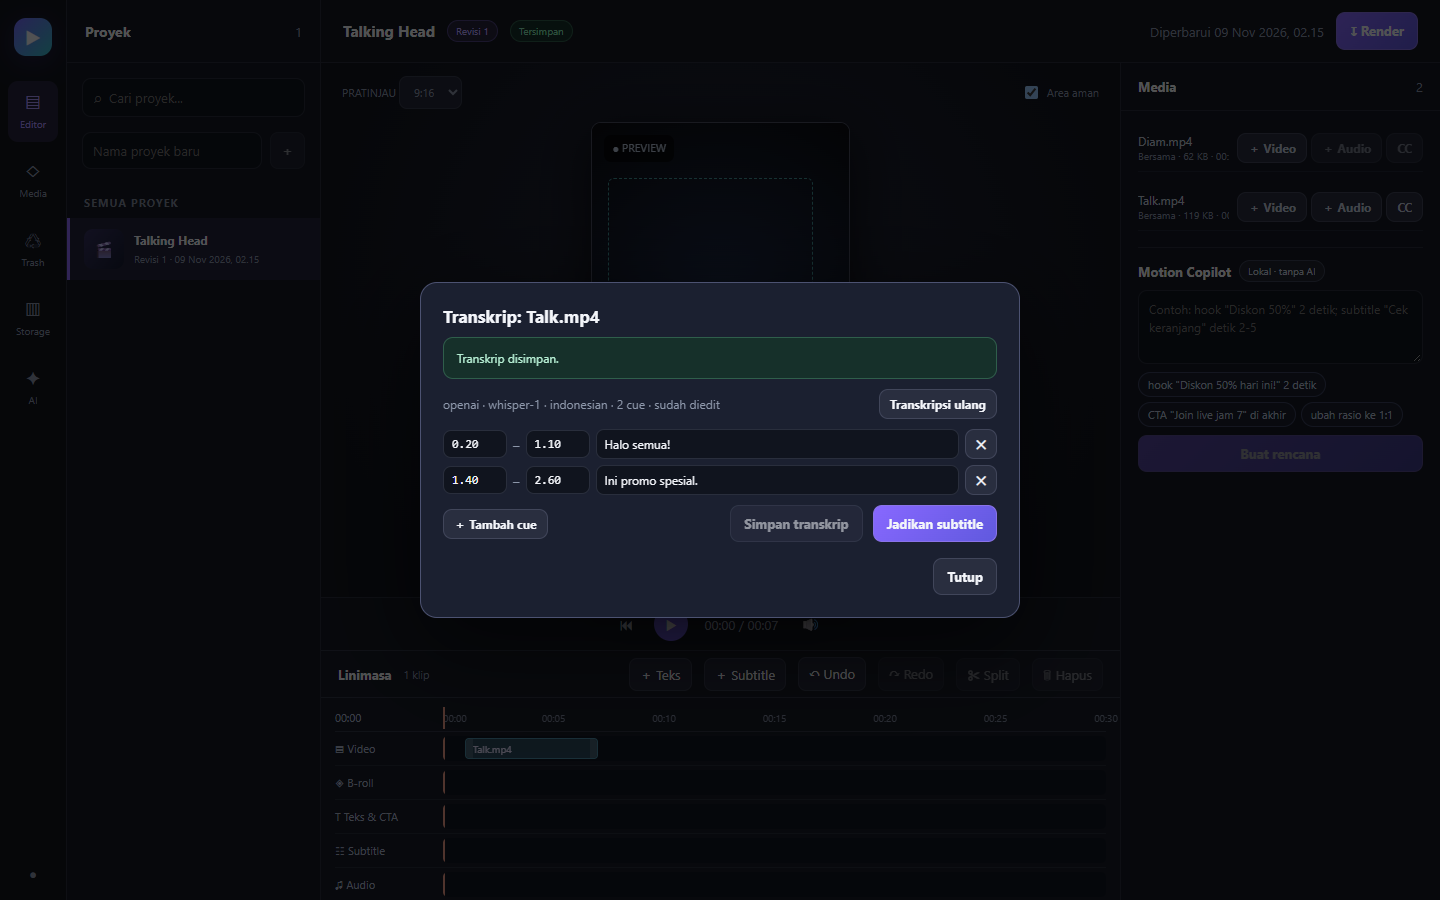 Proyek 1
Talking Head Revisi 1 Tersimpan
Diperbarui 09 Nov 2026, 02.15 Render
Editor
Media
Trash
Storage
AI
Cari proyek...
Nama proyek baru +
SEMUA PROYEK
Talking Head
Revisi 1 · 09 Nov 2026, 02.15
PRATINJAU 9:16
Area aman
● PREVIEW
Transkrip: Talk.mp4
Transkrip disimpan.
openai · whisper-1 · indonesian · 2 cue · sudah diedit Transkripsi ulang
0.20 – 1.10 Halo semua! ✕
1.40 – 2.60 Ini promo spesial. ✕
+ Tambah cue Simpan transkrip Jadikan subtitle
Tutup
00:00 / 00:07
Linimasa 1 klip + Teks + Subtitle Undo Redo Split Hapus
00:00 00:00 00:05 00:10 00:15 00:20 00:25 00:30
Video Talk.mp4
B-roll
T Teks & CTA
Subtitle
Audio
Media 2
Diam.mp4
Bersama · 62 KB · 00:
+ Video + Audio CC
Talk.mp4
Bersama · 119 KB ·
+ Video + Audio CC
Motion Copilot Lokal · tanpa AI
Contoh: hook "Diskon 50%" 2 detik; subtitle "Cek
keranjang" detik 2-5
hook "Diskon 50% hari ini!" 2 detik
CTA "Join live jam 7" di akhir ubah rasio ke 1:1
Buat rencana